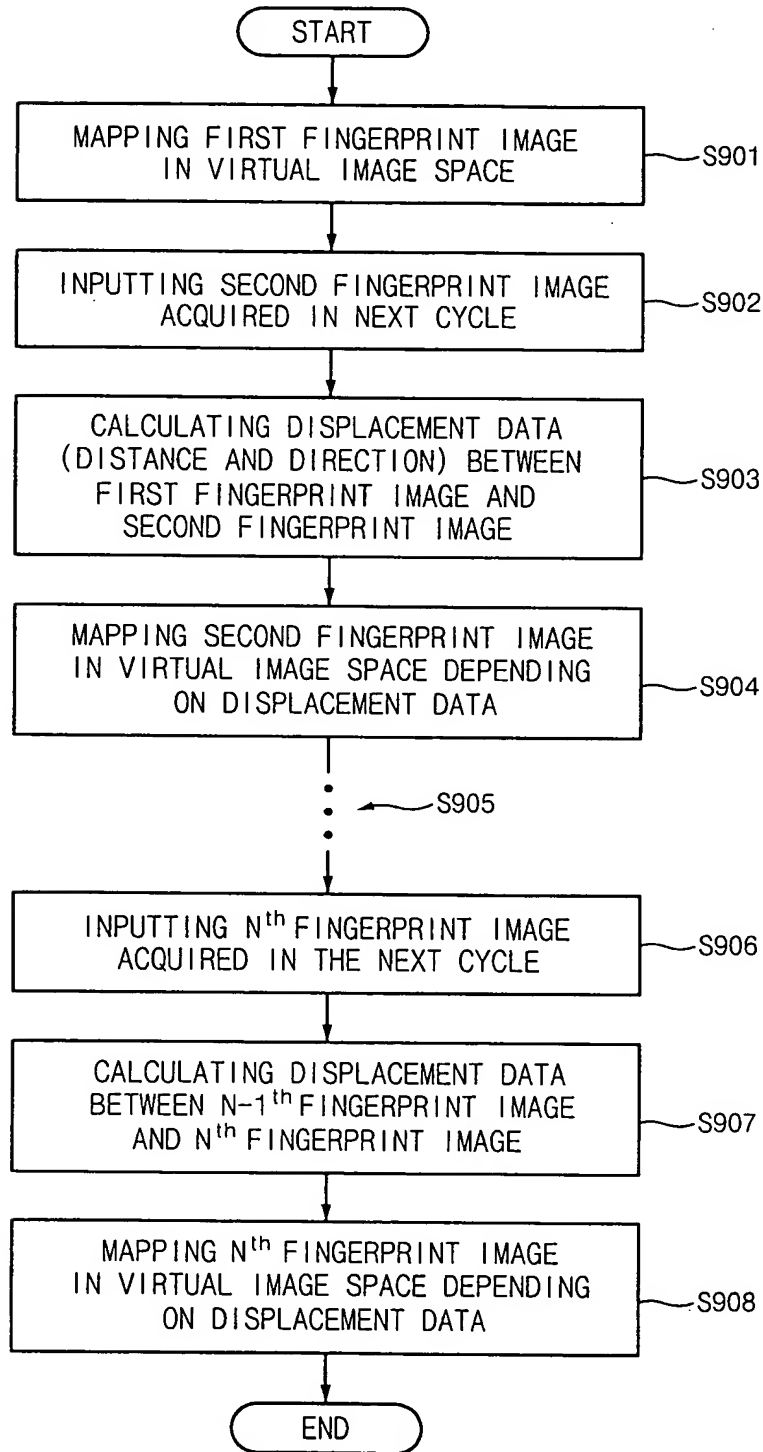 START
MAPPING FIRST FINGERPRINT IMAGE
IN VIRTUAL IMAGE SPACE
S901
INPUTTING SECOND FINGERPRINT IMAGE
ACQUIRED IN NEXT CYCLE
S902
CALCULATING DISPLACEMENT DATA
(DISTANCE AND DIRECTION) BETWEEN
FIRST FINGERPRINT IMAGE AND
SECOND FINGERPRINT IMAGE
S903
MAPPING SECOND FINGERPRINT IMAGE
IN VIRTUAL IMAGE SPACE DEPENDING
ON DISPLACEMENT DATA
S904
S905
INPUTTING Nth FINGERPRINT IMAGE
ACQUIRED IN THE NEXT CYCLE
S906
CALCULATING DISPLACEMENT DATA
BETWEEN N-1th FINGERPRINT IMAGE
AND Nth FINGERPRINT IMAGE
S907
MAPPING Nth FINGERPRINT IMAGE
IN VIRTUAL IMAGE SPACE DEPENDING
ON DISPLACEMENT DATA
S908
END